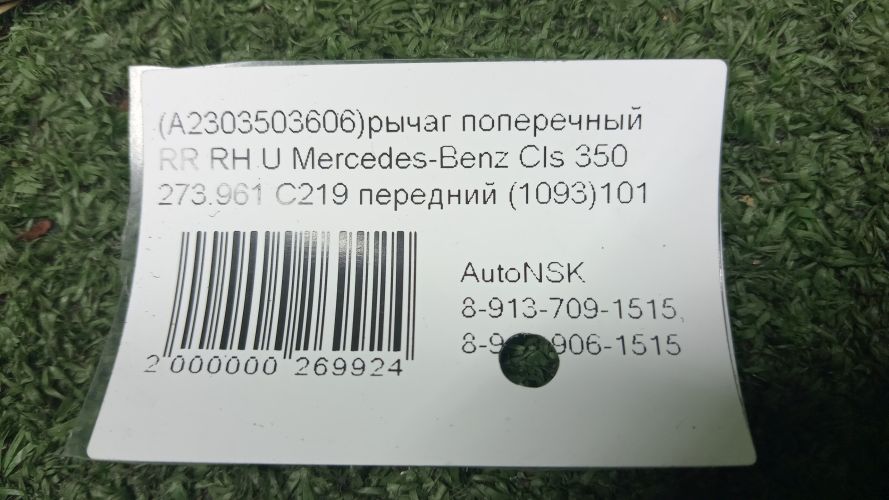 (A2303503606)рычаг поперечный
RR RH U Mercedes-Benz Cls 350
273.961 C219 передний (1093)101
AutoNSK
8-913-709-1515,
2 000000 269924